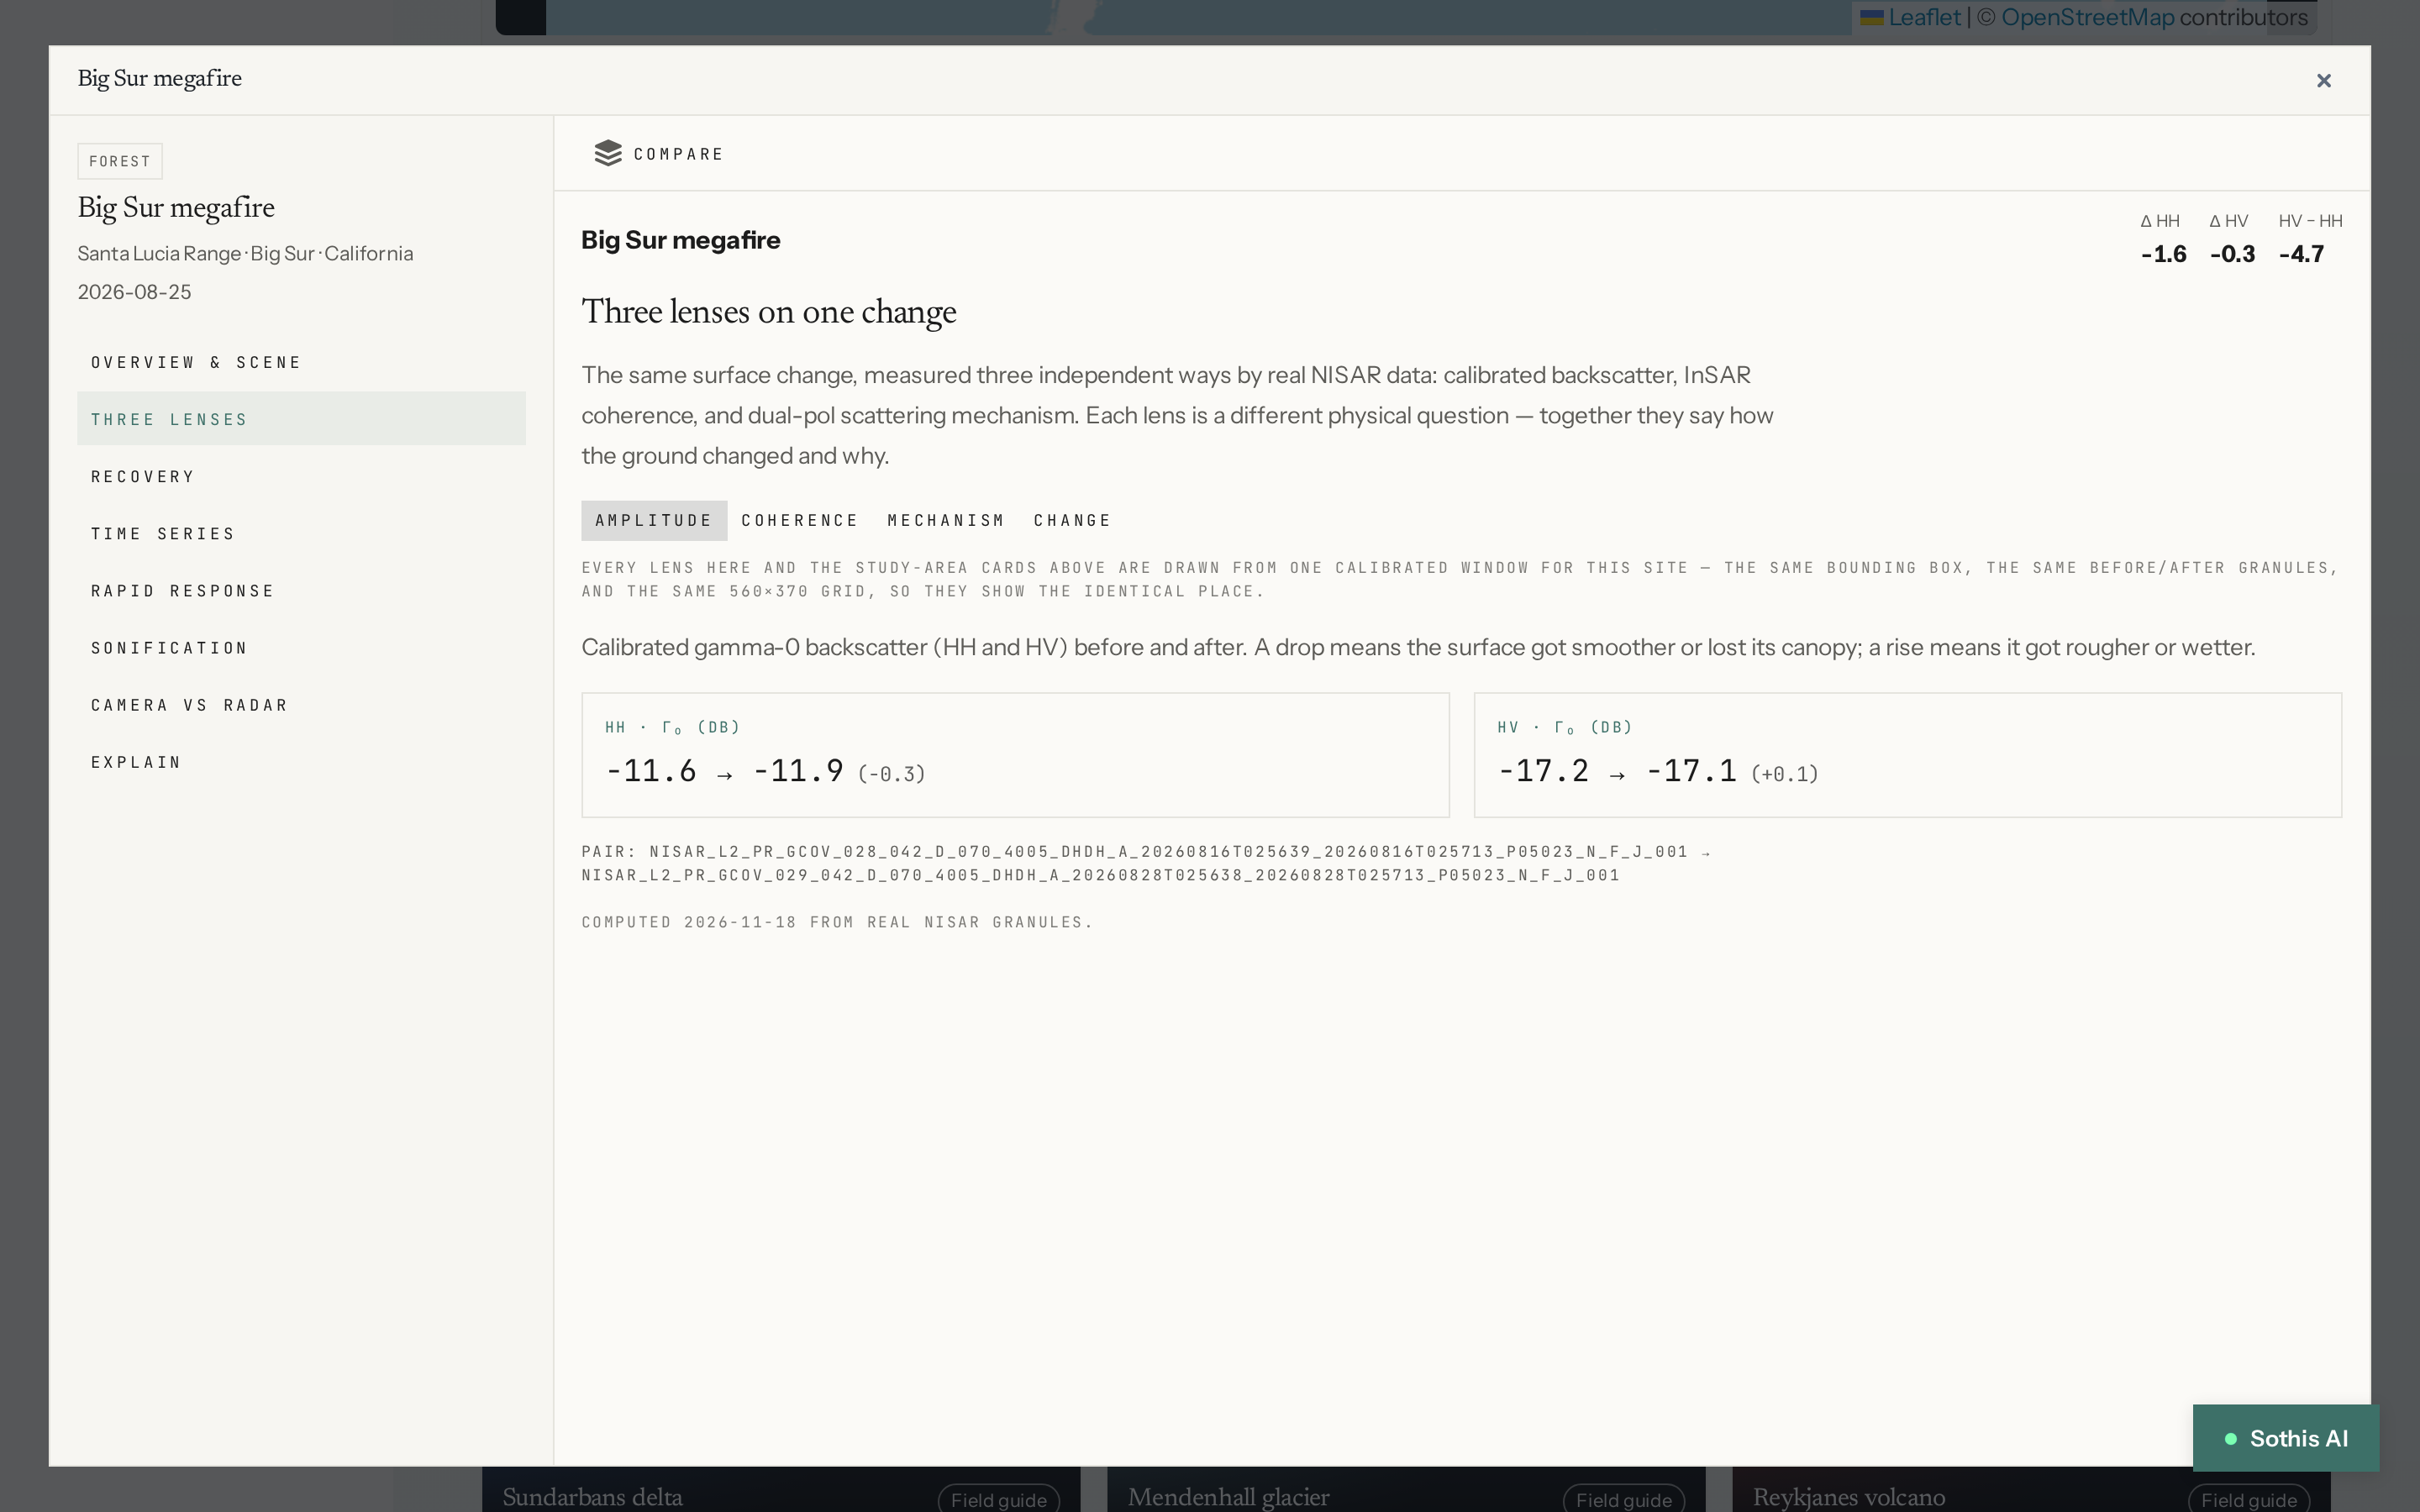 Leaflet | © OpenStreetMap contributors
Big Sur megafire
×
FOREST
Big Sur megafire
Santa Lucia Range · Big Sur · California
2026-08-25
OVERVIEW & SCENE
THREE LENSES
RECOVERY
TIME SERIES
RAPID RESPONSE
SONIFICATION
CAMERA VS RADAR
EXPLAIN
COMPARE
Big Sur megafire
Δ HH Δ HV HV − HH
-1.6 -0.3 -4.7
Three lenses on one change
The same surface change, measured three independent ways by real NISAR data: calibrated backscatter, InSAR
coherence, and dual-pol scattering mechanism. Each lens is a different physical question — together they say how
the ground changed and why.
AMPLITUDE COHERENCE MECHANISM CHANGE
EVERY LENS HERE AND THE STUDY-AREA CARDS ABOVE ARE DRAWN FROM ONE CALIBRATED WINDOW FOR THIS SITE — THE SAME BOUNDING BOX, THE SAME BEFORE/AFTER GRANULES,
AND THE SAME 560×370 GRID, SO THEY SHOW THE IDENTICAL PLACE.
Calibrated gamma-0 backscatter (HH and HV) before and after. A drop means the surface got smoother or lost its canopy; a rise means it got rougher or wetter.
HH · Γ₀ (DB)
-11.6 → -11.9 (-0.3)
HV · Γ₀ (DB)
-17.2 → -17.1 (+0.1)
PAIR: NISAR_L2_PR_GCOV_028_042_D_070_4005_DHDH_A_20260816T025639_20260816T025713_P05023_N_F_J_001 →
NISAR_L2_PR_GCOV_029_042_D_070_4005_DHDH_A_20260828T025638_20260828T025713_P05023_N_F_J_001
COMPUTED 2026-11-18 FROM REAL NISAR GRANULES.
Sothis AI
Sundarbans delta Field guide
Mendenhall glacier Field guide
Reykjanes volcano Field guide